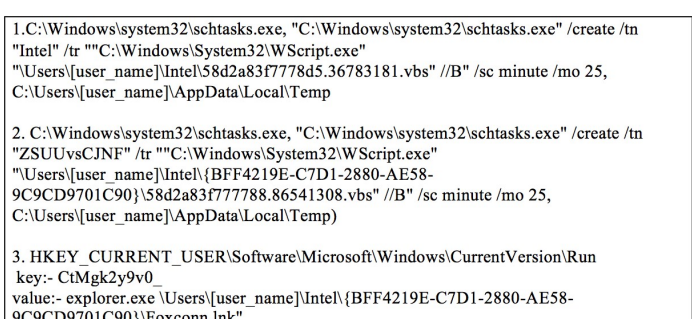 1.C:\Windows\system32\schtasks.exe, "C:\Windows\system32\schtasks.exe" /create /tn
"Intel" /tr ""C:\Windows\System32\WScript.exe"
"\Users\[user_name]\Intel\58d2a83f7778d5.36783181.vbs" //B" /sc minute /mo 25,
C:\Users\[user_name]\AppData\Local\Temp
2. C:\Windows\system32\schtasks.exe, "C:\Windows\system32\schtasks.exe" /create /tn
"ZSUUvsCJNF" /tr ""C:\Windows\System32\WScript.exe"
"\Users\[user_name]\Intel\{BFF4219E-C7D1-2880-AE58-
9C9CD9701C90}\58d2a83f777788.86541308.vbs" //B" /sc minute /mo 25,
C:\Users\[user_name]\AppData\Local\Temp)
3. HKEY_CURRENT_USER\Software\Microsoft\Windows\CurrentVersion\Run
key:- CtMgk2y9v0_
value:- explorer.exe \Users\[user_name]\Intel\{BFF4219E-C7D1-2880-AE58-
9C9CD9701C90}\Foxconn.lnk"